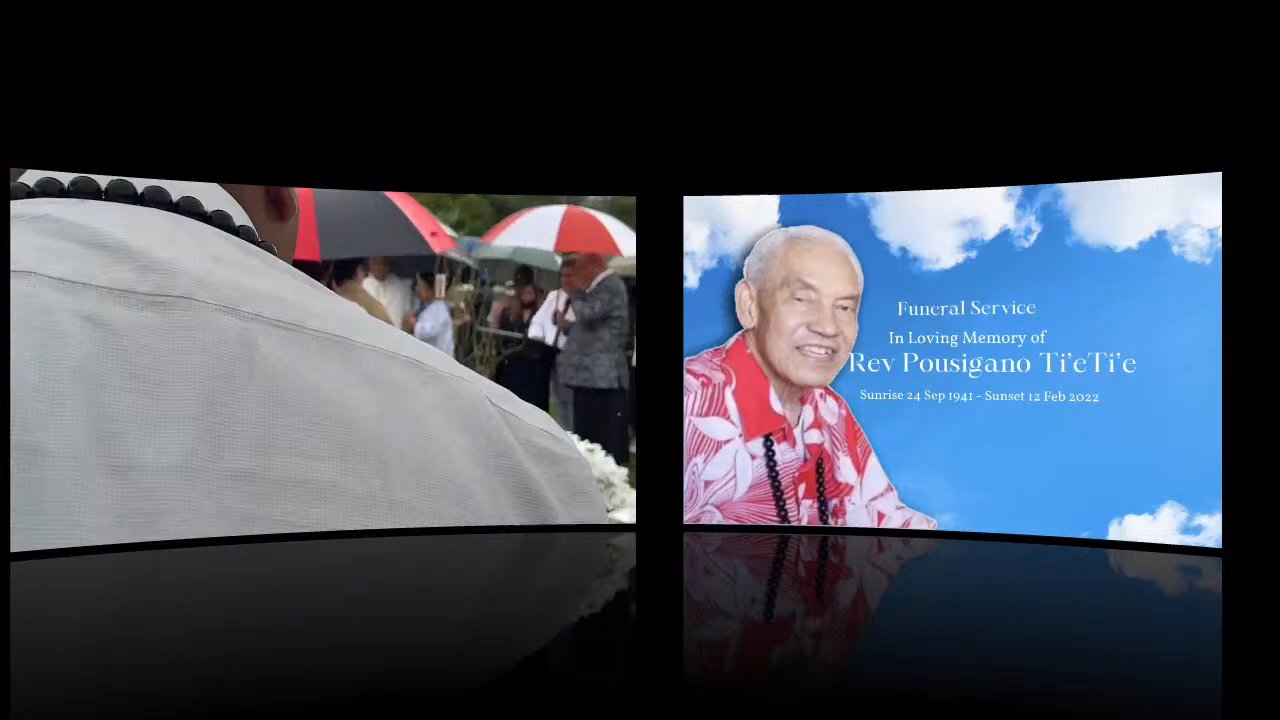 Funeral Service
In Loving Memory of
Rev Pousigano Ti'eTi'e
Sunrise 24 Sep 1941 - Sunset 12 Feb 2022